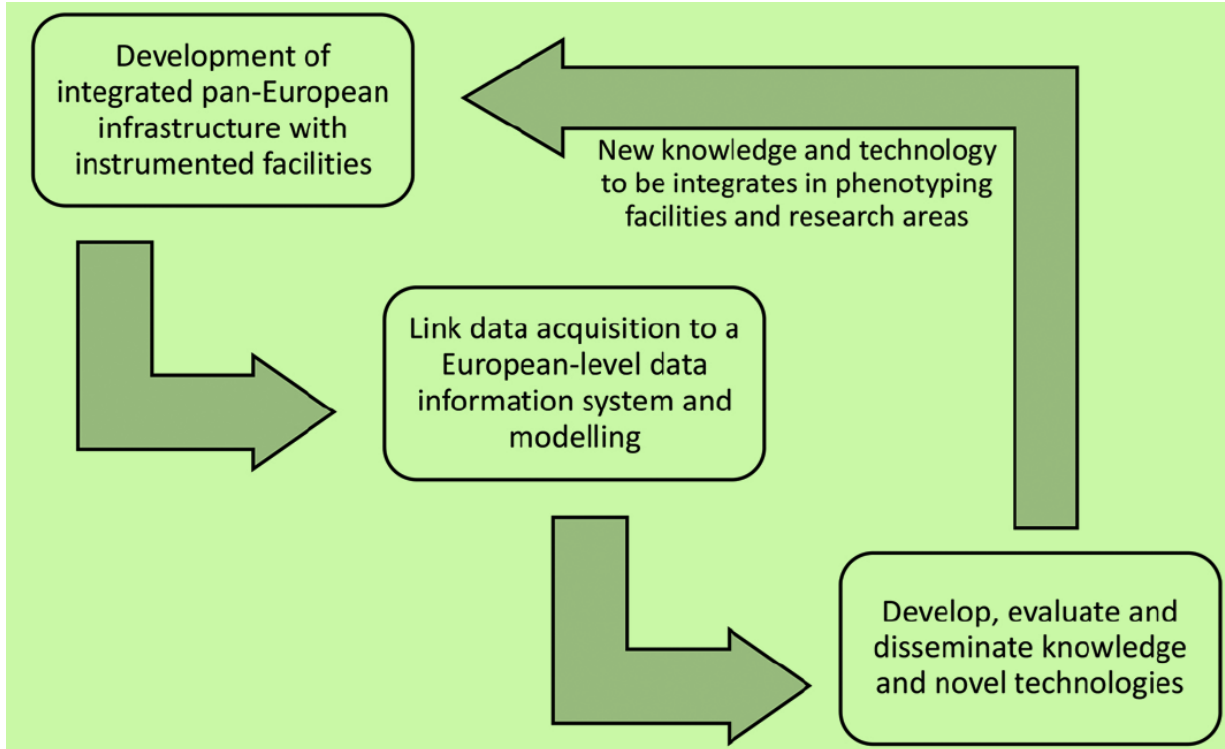 Development of
integrated pan-European
infrastructure with
instrumented facilities
New knowledge and technology
to be integrates in phenotyping
facilities and research areas
Link data acquisition to a
European-level data
information system and
modelling
Develop, evaluate and
disseminate knowledge
and novel technologies